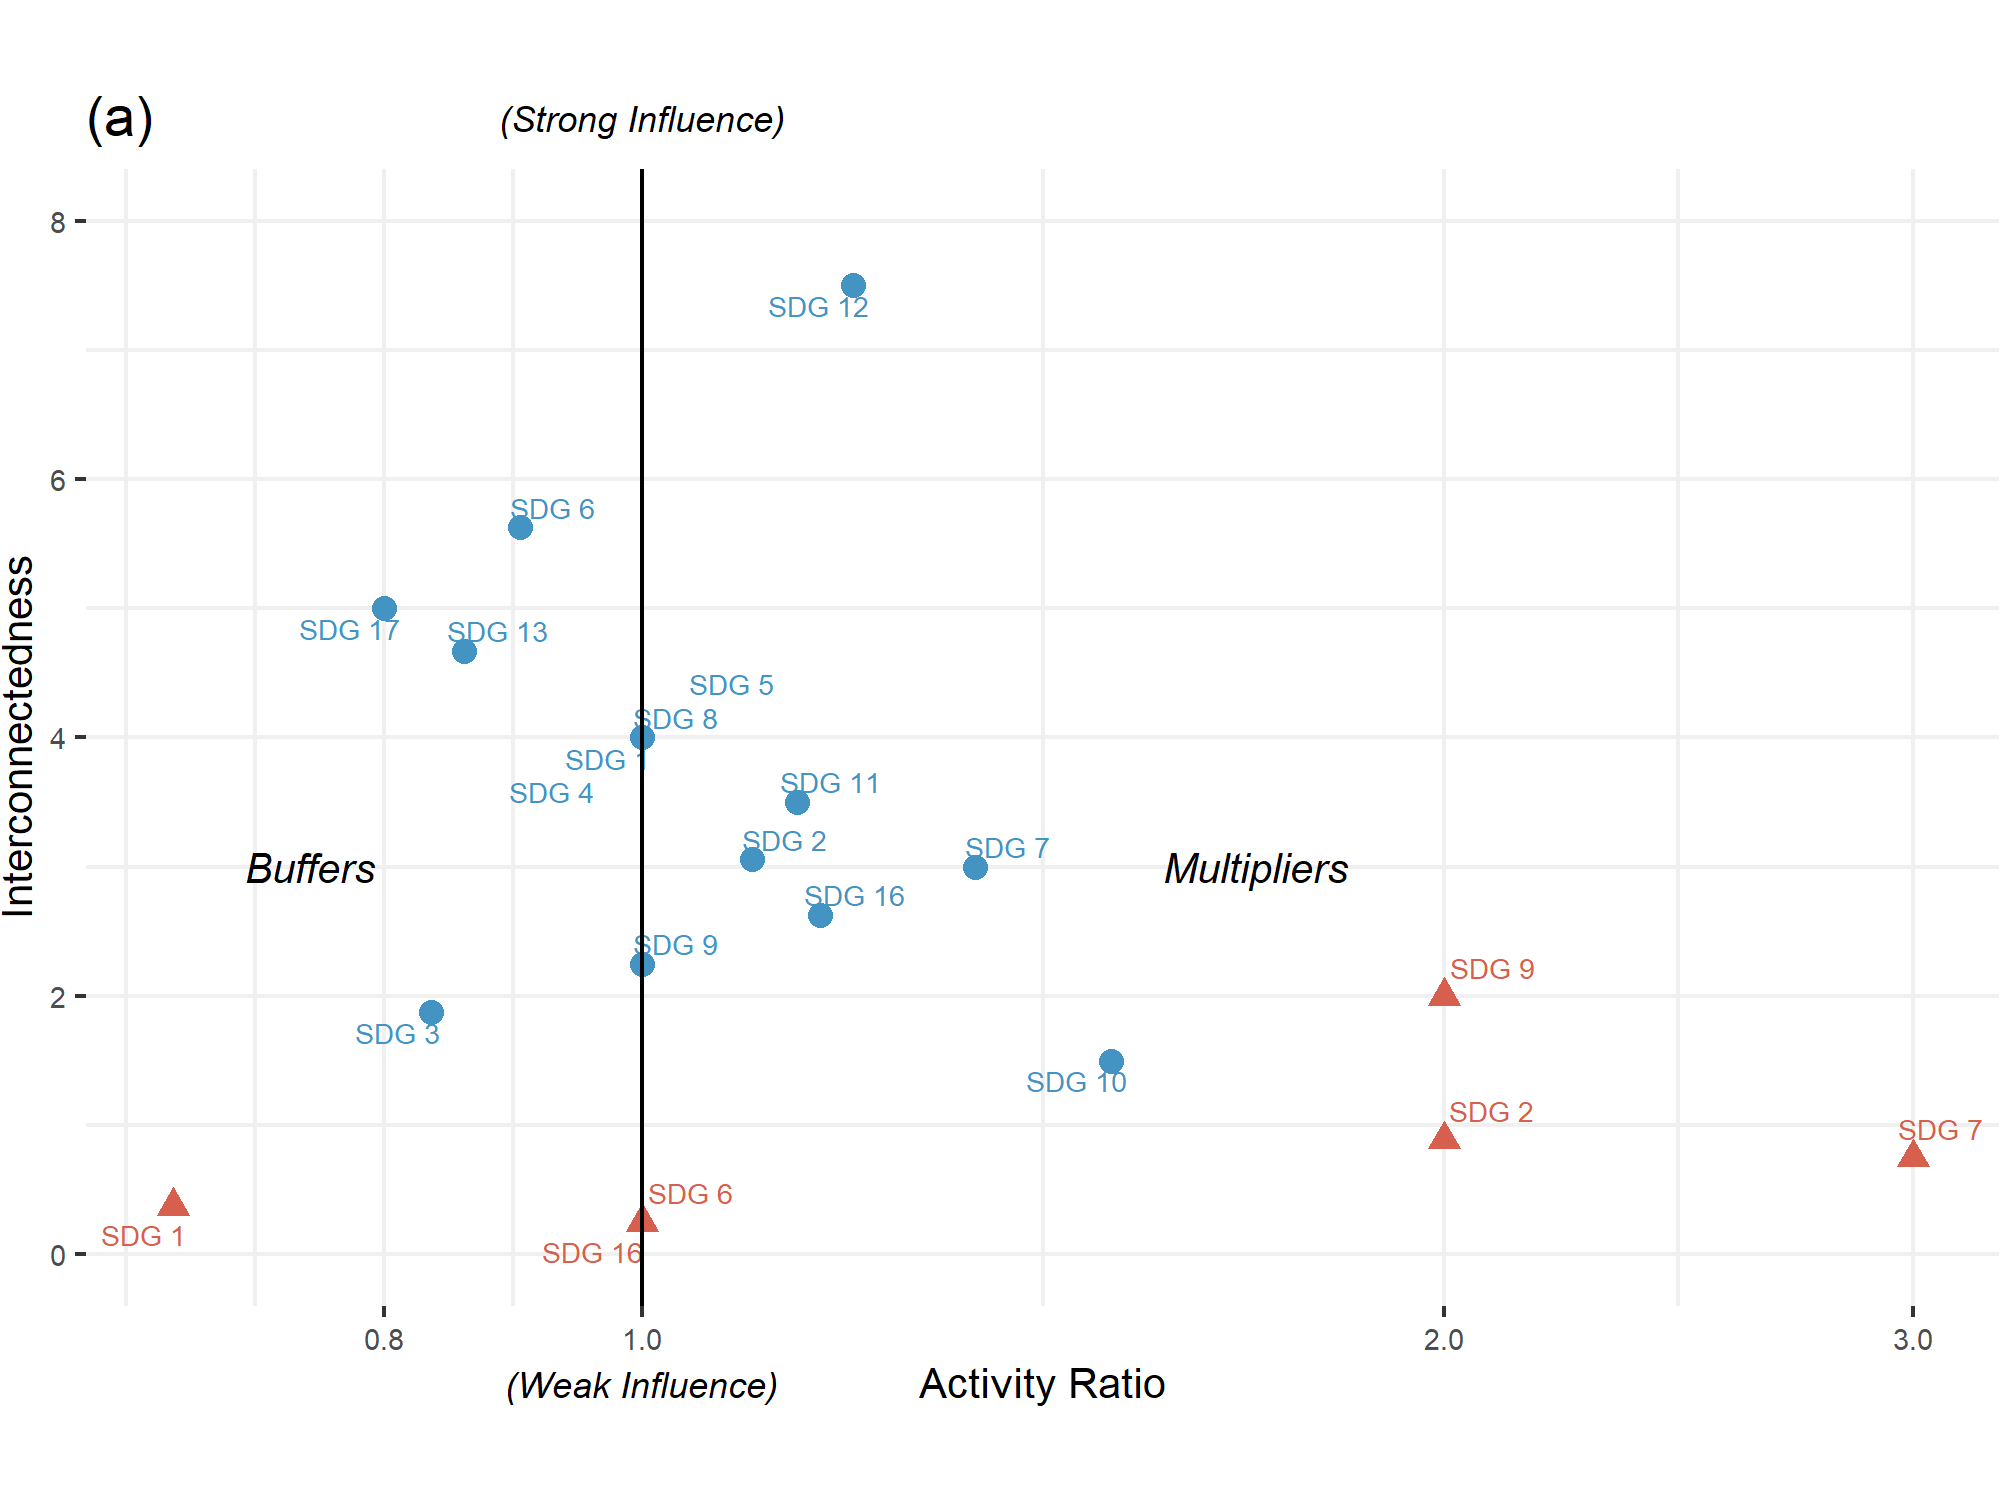 (a)
(Strong Influence)
8
SDG 12
6
SDG 6
SDG 17
SDG 13
SDG 5
SDG 8
4
SDG 1
SDG 4
SDG 11
SDG 2
SDG 7
Buffers
Multipliers
SDG 16
SDG 9
SDG 9
2
SDG 3
SDG 10
SDG 2
SDG 7
SDG 6
SDG 1
SDG 16
0
Interconnectedness
0.8
1.0
2.0
3.0
(Weak Influence)
Activity Ratio